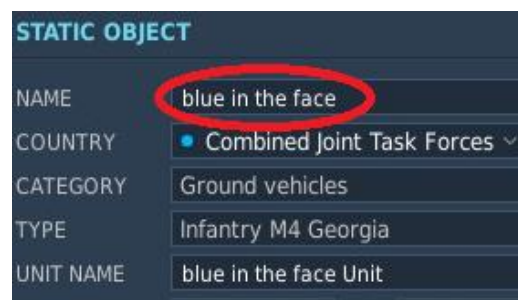 STATIC OBJECT
NAME blue in the face
COUNTRY Combined Joint Task Forces
CATEGORY Ground vehicles
TYPE Infantry M4 Georgia
UNIT NAME blue in the face Unit